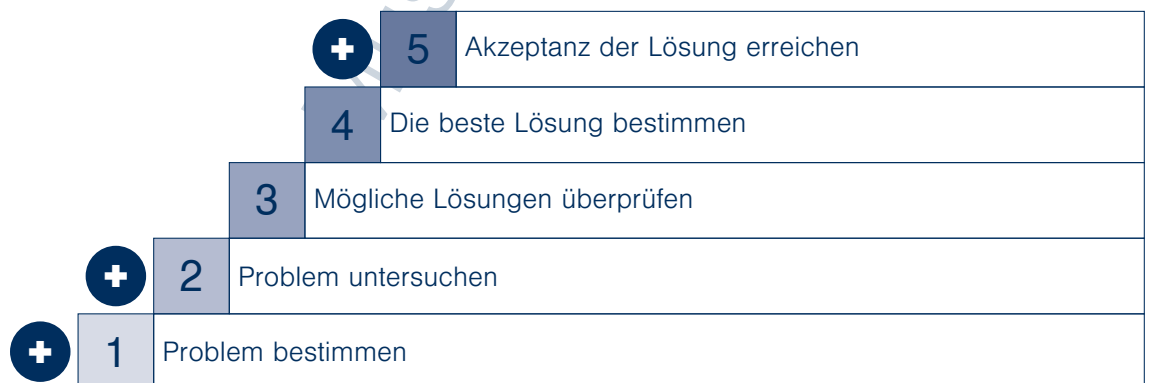 5 Akzeptanz der Lösung erreichen
4 Die beste Lösung bestimmen
3 Mögliche Lösungen überprüfen
2 Problem untersuchen
1 Problem bestimmen